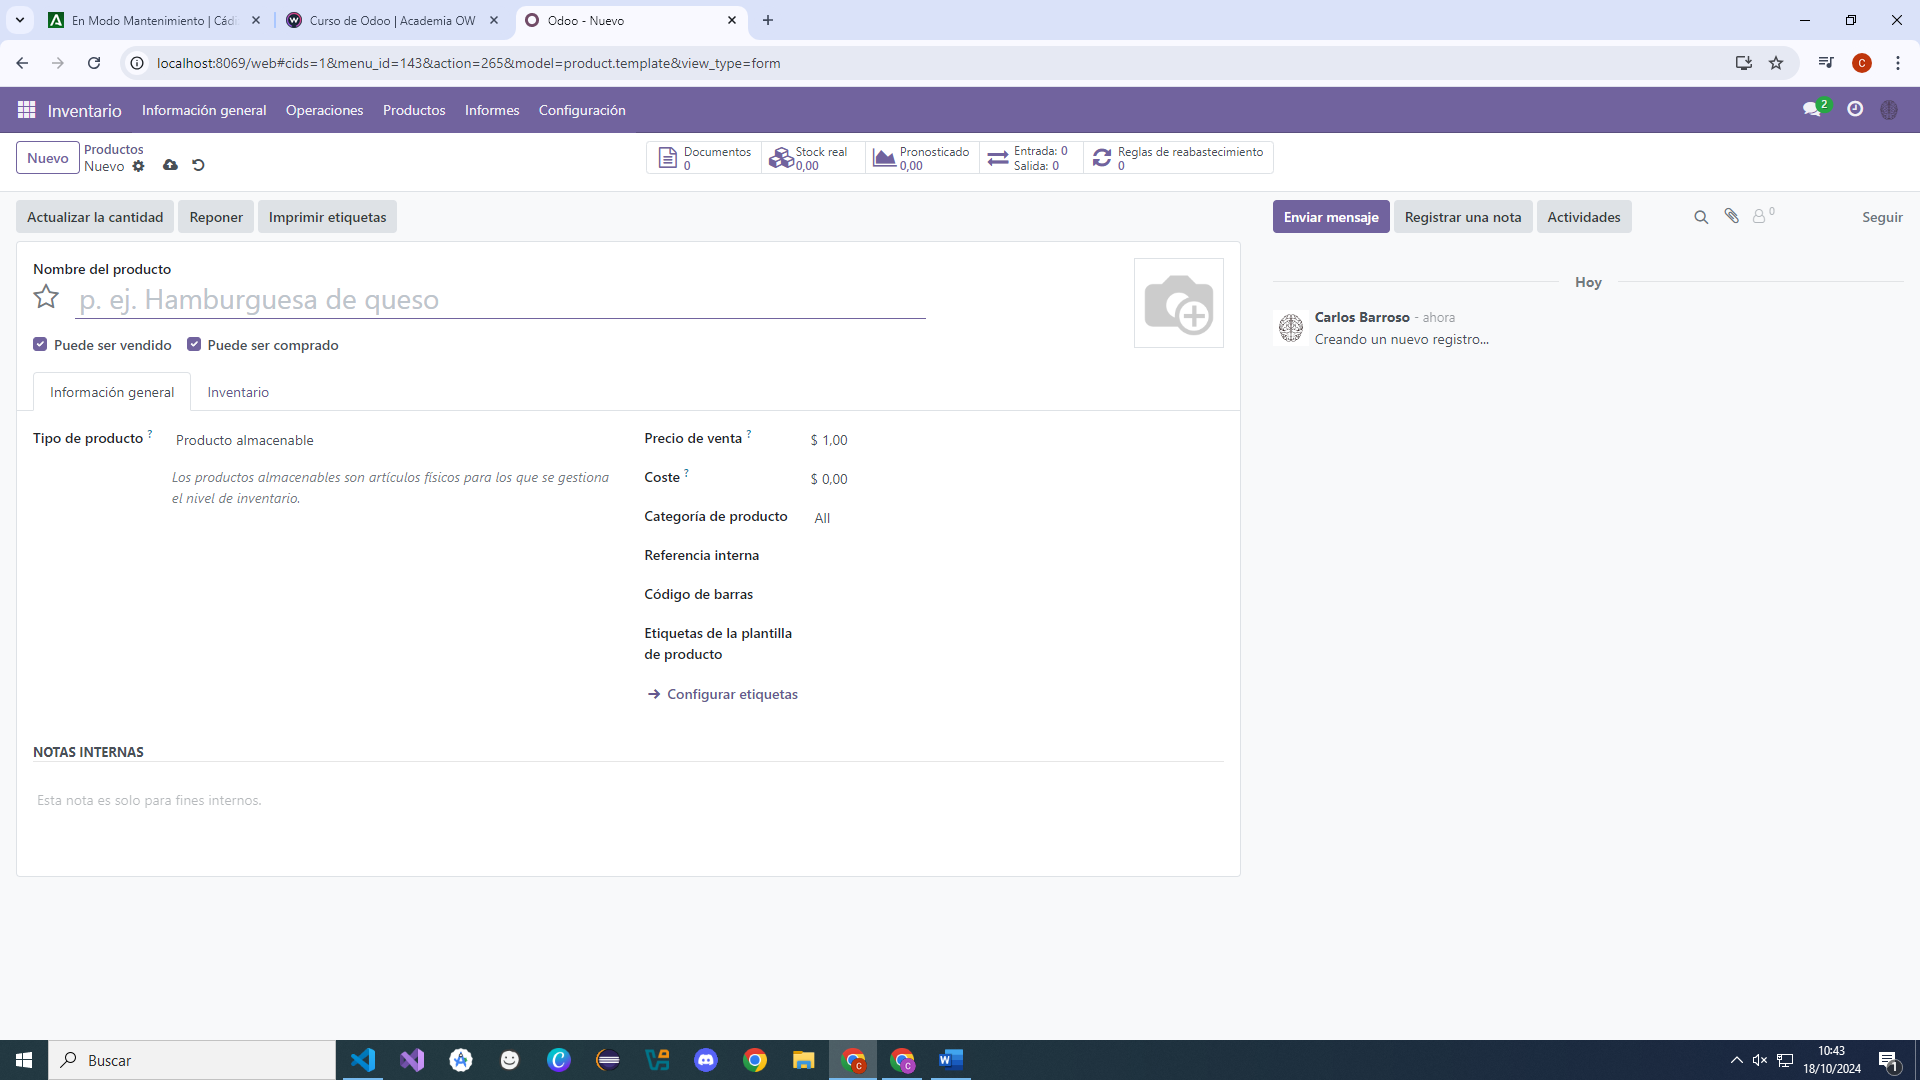 En Modo Mantenimiento | Cádi
Curso de Odoo | Academia OW
Odoo - Nuevo
localhost:8069/web#cids=1&menu_id=143&action=265&model=product.template&view_type=form
C
Inventario
Información general
Operaciones
Productos
Informes
Configuración
2
Nuevo
Productos
Nuevo
Documentos
0
Stock real
0,00
Pronosticado
0,00
Entrada: 0
Salida: 0
Reglas de reabastecimiento
0
Actualizar la cantidad
Reponer
Imprimir etiquetas
Enviar mensaje
Registrar una nota
Actividades
0
Seguir
Nombre del producto
p. ej. Hamburguesa de queso
Puede ser vendido
Puede ser comprado
Información general
Inventario
Tipo de producto ?
Producto almacenable
Los productos almacenables son artículos físicos para los que se gestiona
el nivel de inventario.
Precio de venta ?
$ 1,00
Coste ?
$ 0,00
Categoría de producto
All
Referencia interna
Código de barras
Etiquetas de la plantilla
de producto
Configurar etiquetas
NOTAS INTERNAS
Esta nota es solo para fines internos.
Hoy
Carlos Barroso - ahora
Creando un nuevo registro...
Buscar
10:43
18/10/2024
1